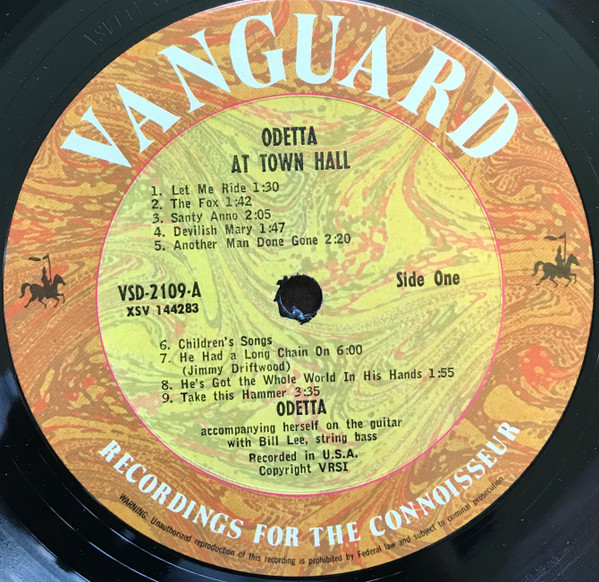 VANGUARD
ODETTA
AT TOWN HALL
1. Let Me Ride 1:30
2. The Fox 1:42
3. Santy Anno 2:05
4. Devilish Mary 1:47
5. Another Man Done Gone 2:20
VSD-2109-A
XSV 144283
Side One
6. Children's Songs
7. He Had a Long Chain On 6:00
(Jimmy Driftwood)
8. He's Got the Whole World In His Hands 1:55
9. Take this Hammer 3:35
ODETTA
accompanying herself on the guitar
with Bill Lee, string bass
Recorded in U.S.A.
Copyright VRSI
RECORDINGS FOR THE CONNOISSEUR
WARNING: Unauthorized reproduction of this recording is prohibited by Federal law and subject to criminal prosecution